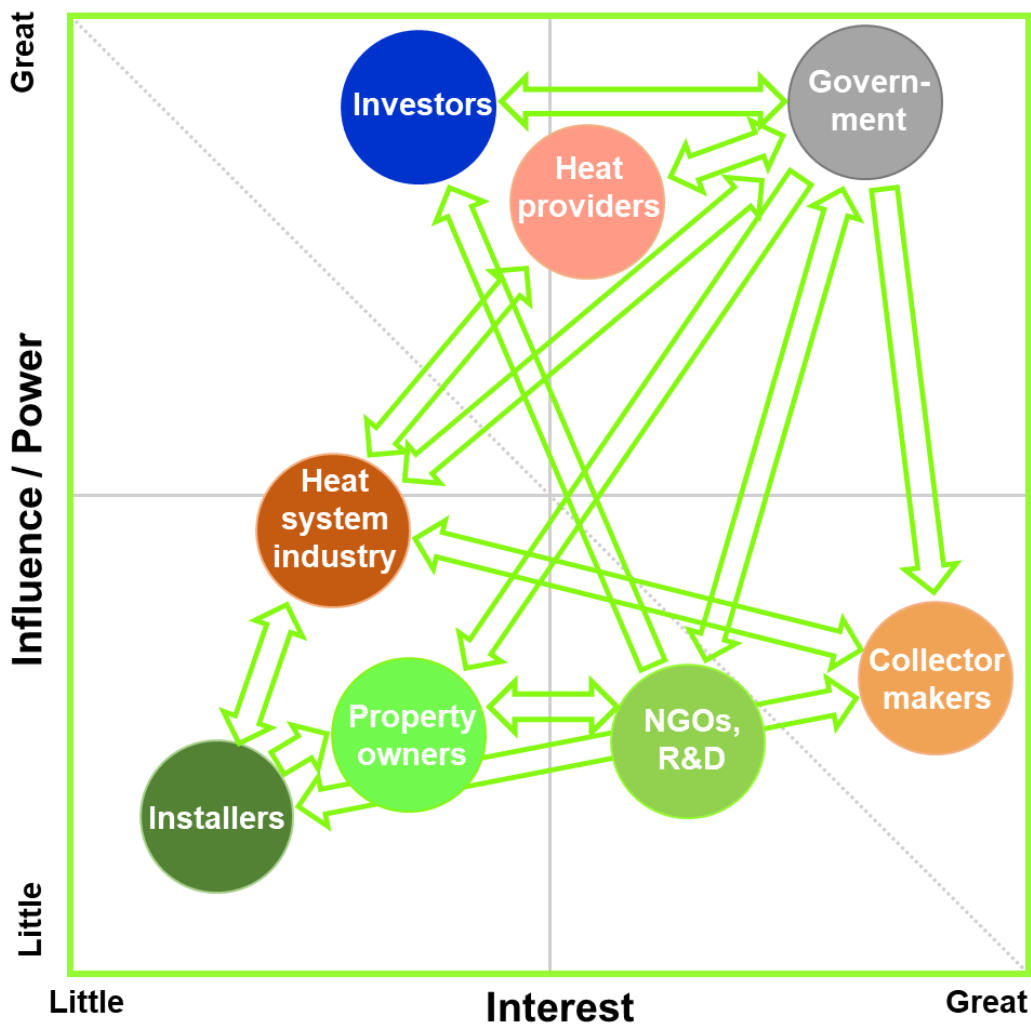 Great
Investors
Govern-
ment
Heat
providers
Influence / Power
Heat
system
industry
Collector
makers
Property
owners
NGOs,
R&D
Installers
Little
Little
Interest
Great